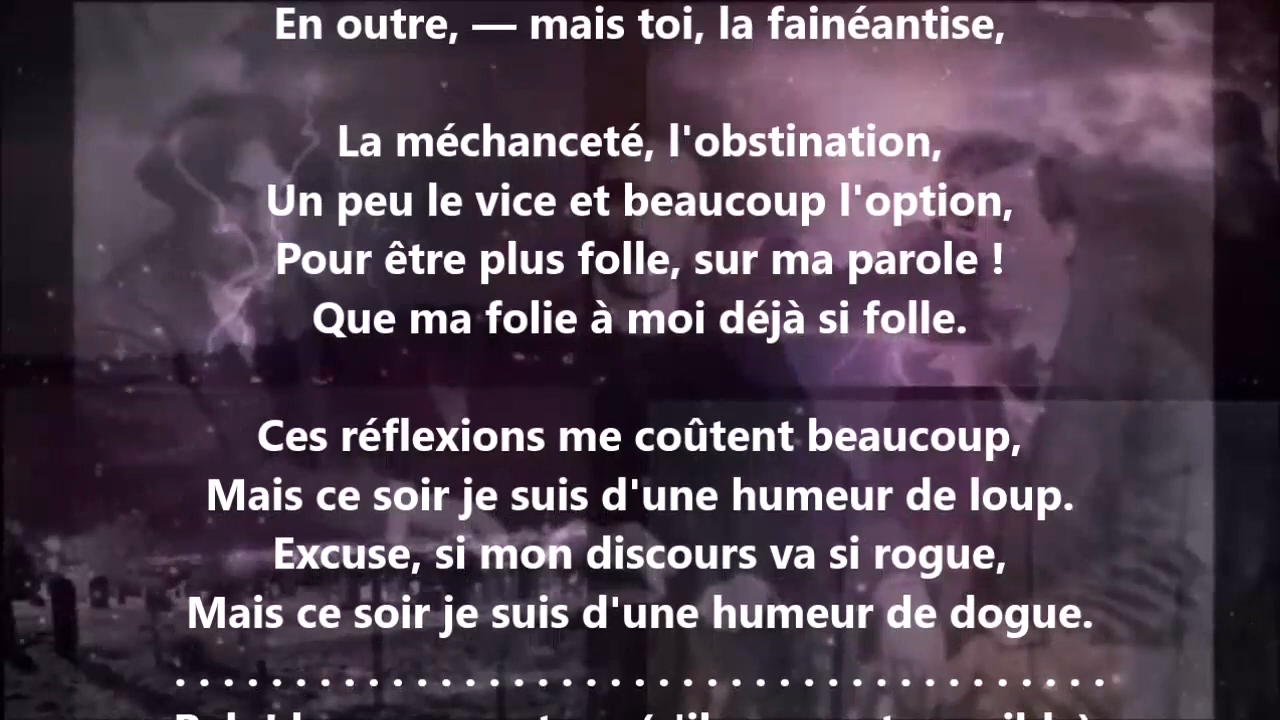 En outre, — mais toi, la fainéantise,
La méchanceté, l'obstination,
Un peu le vice et beaucoup l'option,
Pour être plus folle, sur ma parole !
Que ma folie à moi déjà si folle.
Ces réflexions me coûtent beaucoup,
Mais ce soir je suis d'une humeur de loup.
Excuse, si mon discours va si rogue,
Mais ce soir je suis d'une humeur de dogue.
. . . . . . . . . . . . . . . . . . . . . . . . . . . . . . . . . . . . . . .